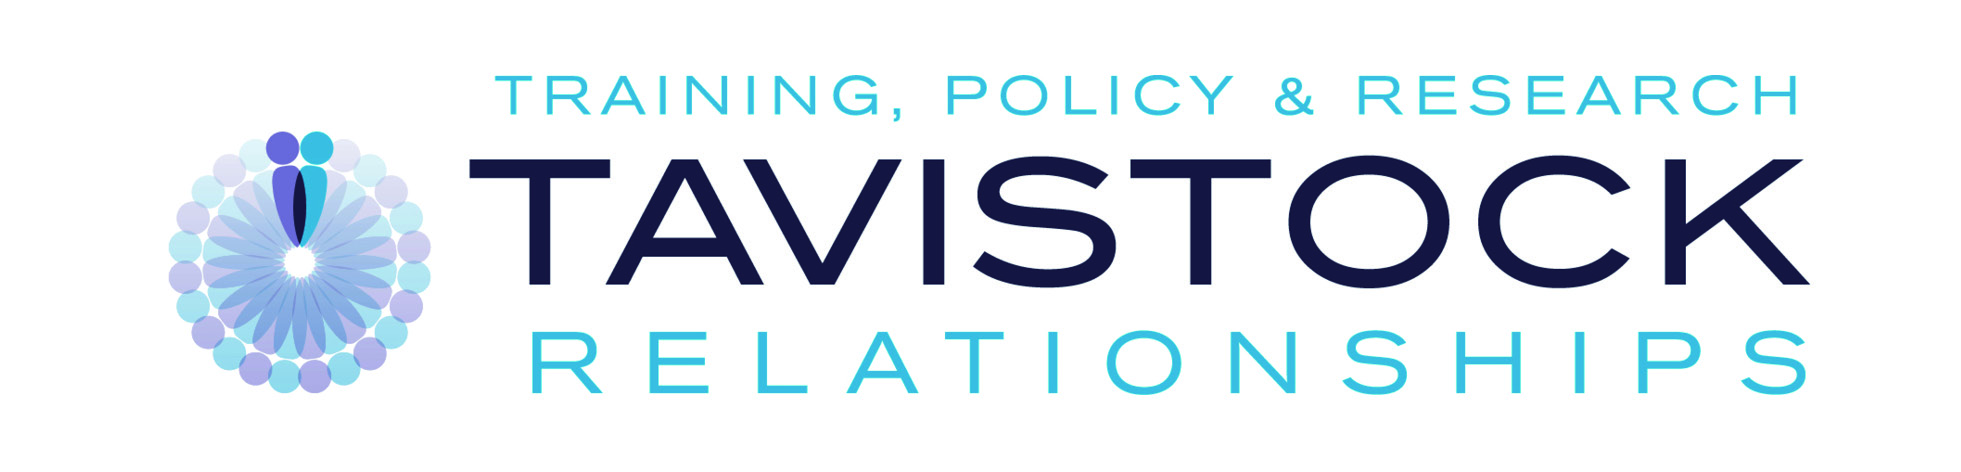 TRAINING, POLICY & RESEARCH
TAVISTOCK
RELATIONSHIPS